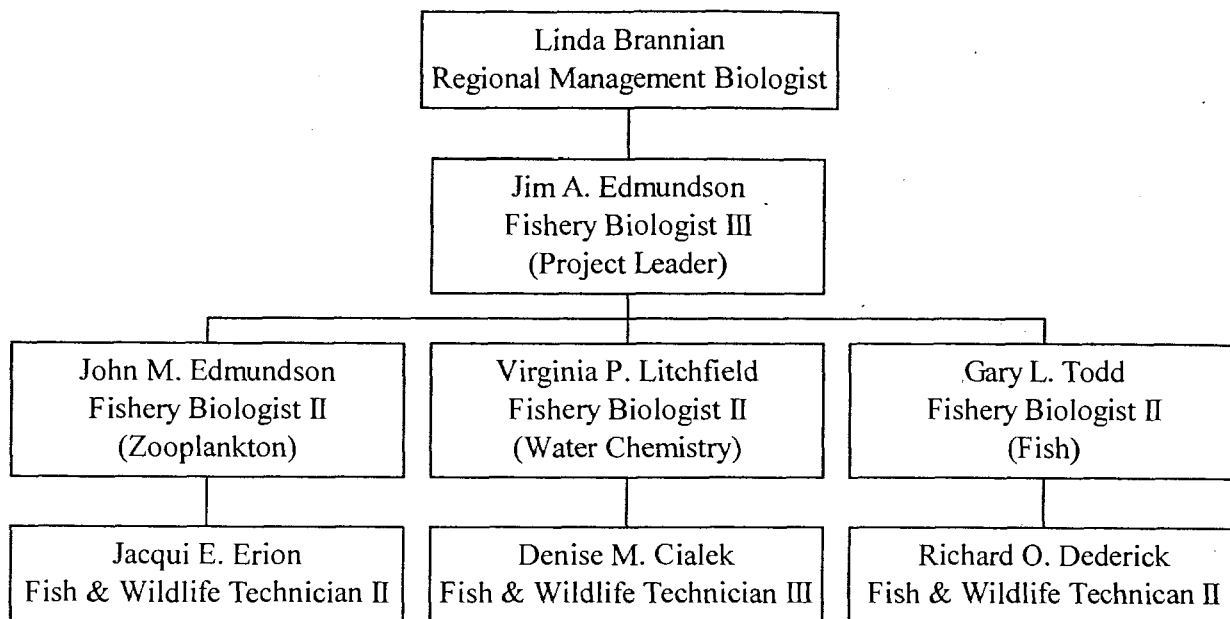 Linda Brannian
Regional Management Biologist
Jim A. Edmundson
Fishery Biologist III
(Project Leader)
John M. Edmundson
Fishery Biologist II
(Zooplankton)
Virginia P. Litchfield
Fishery Biologist II
(Water Chemistry)
Gary L. Todd
Fishery Biologist II
(Fish)
Jacqui E. Erion
Fish & Wildlife Technician II
Denise M. Cialek
Fish & Wildlife Technician III
Richard O. Dederick
Fish & Wildlife Technican II